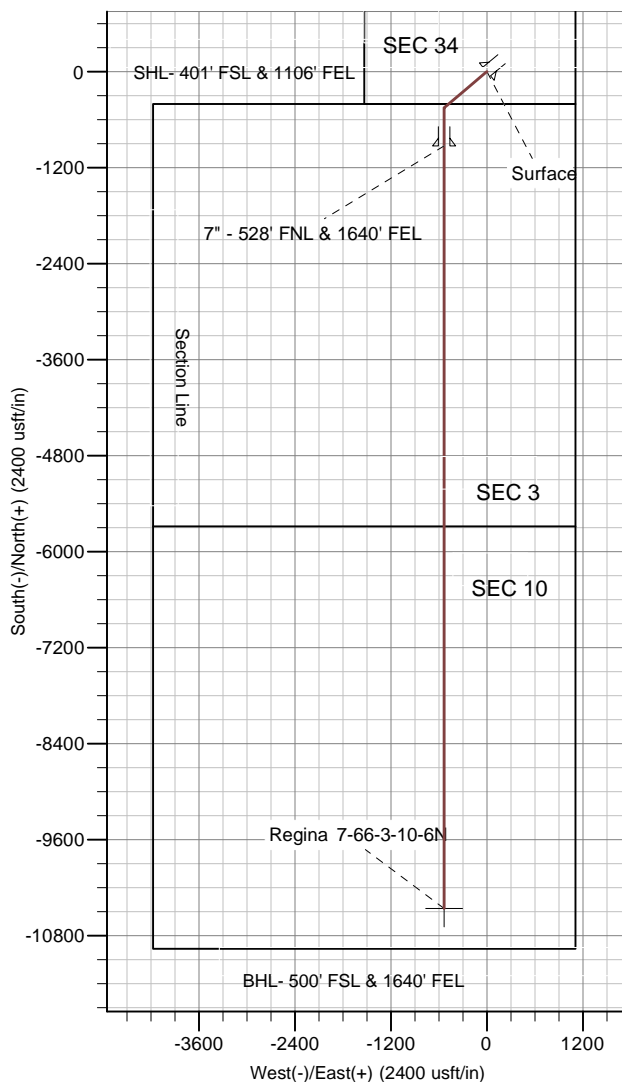 SEC 34
SHL- 401' FSL & 1106' FEL
Surface
7" - 528' FNL & 1640' FEL
Section Line
SEC 3
SEC 10
Regina 7-66-3-10-6N
BHL- 500' FSL & 1640' FEL
0
-1200
-2400
-3600
-4800
-6000
-7200
-8400
-9600
-10800
South(-)/North(+) (2400 usft/in)
-3600 -2400 -1200 0 1200
West(-)/East(+) (2400 usft/in)